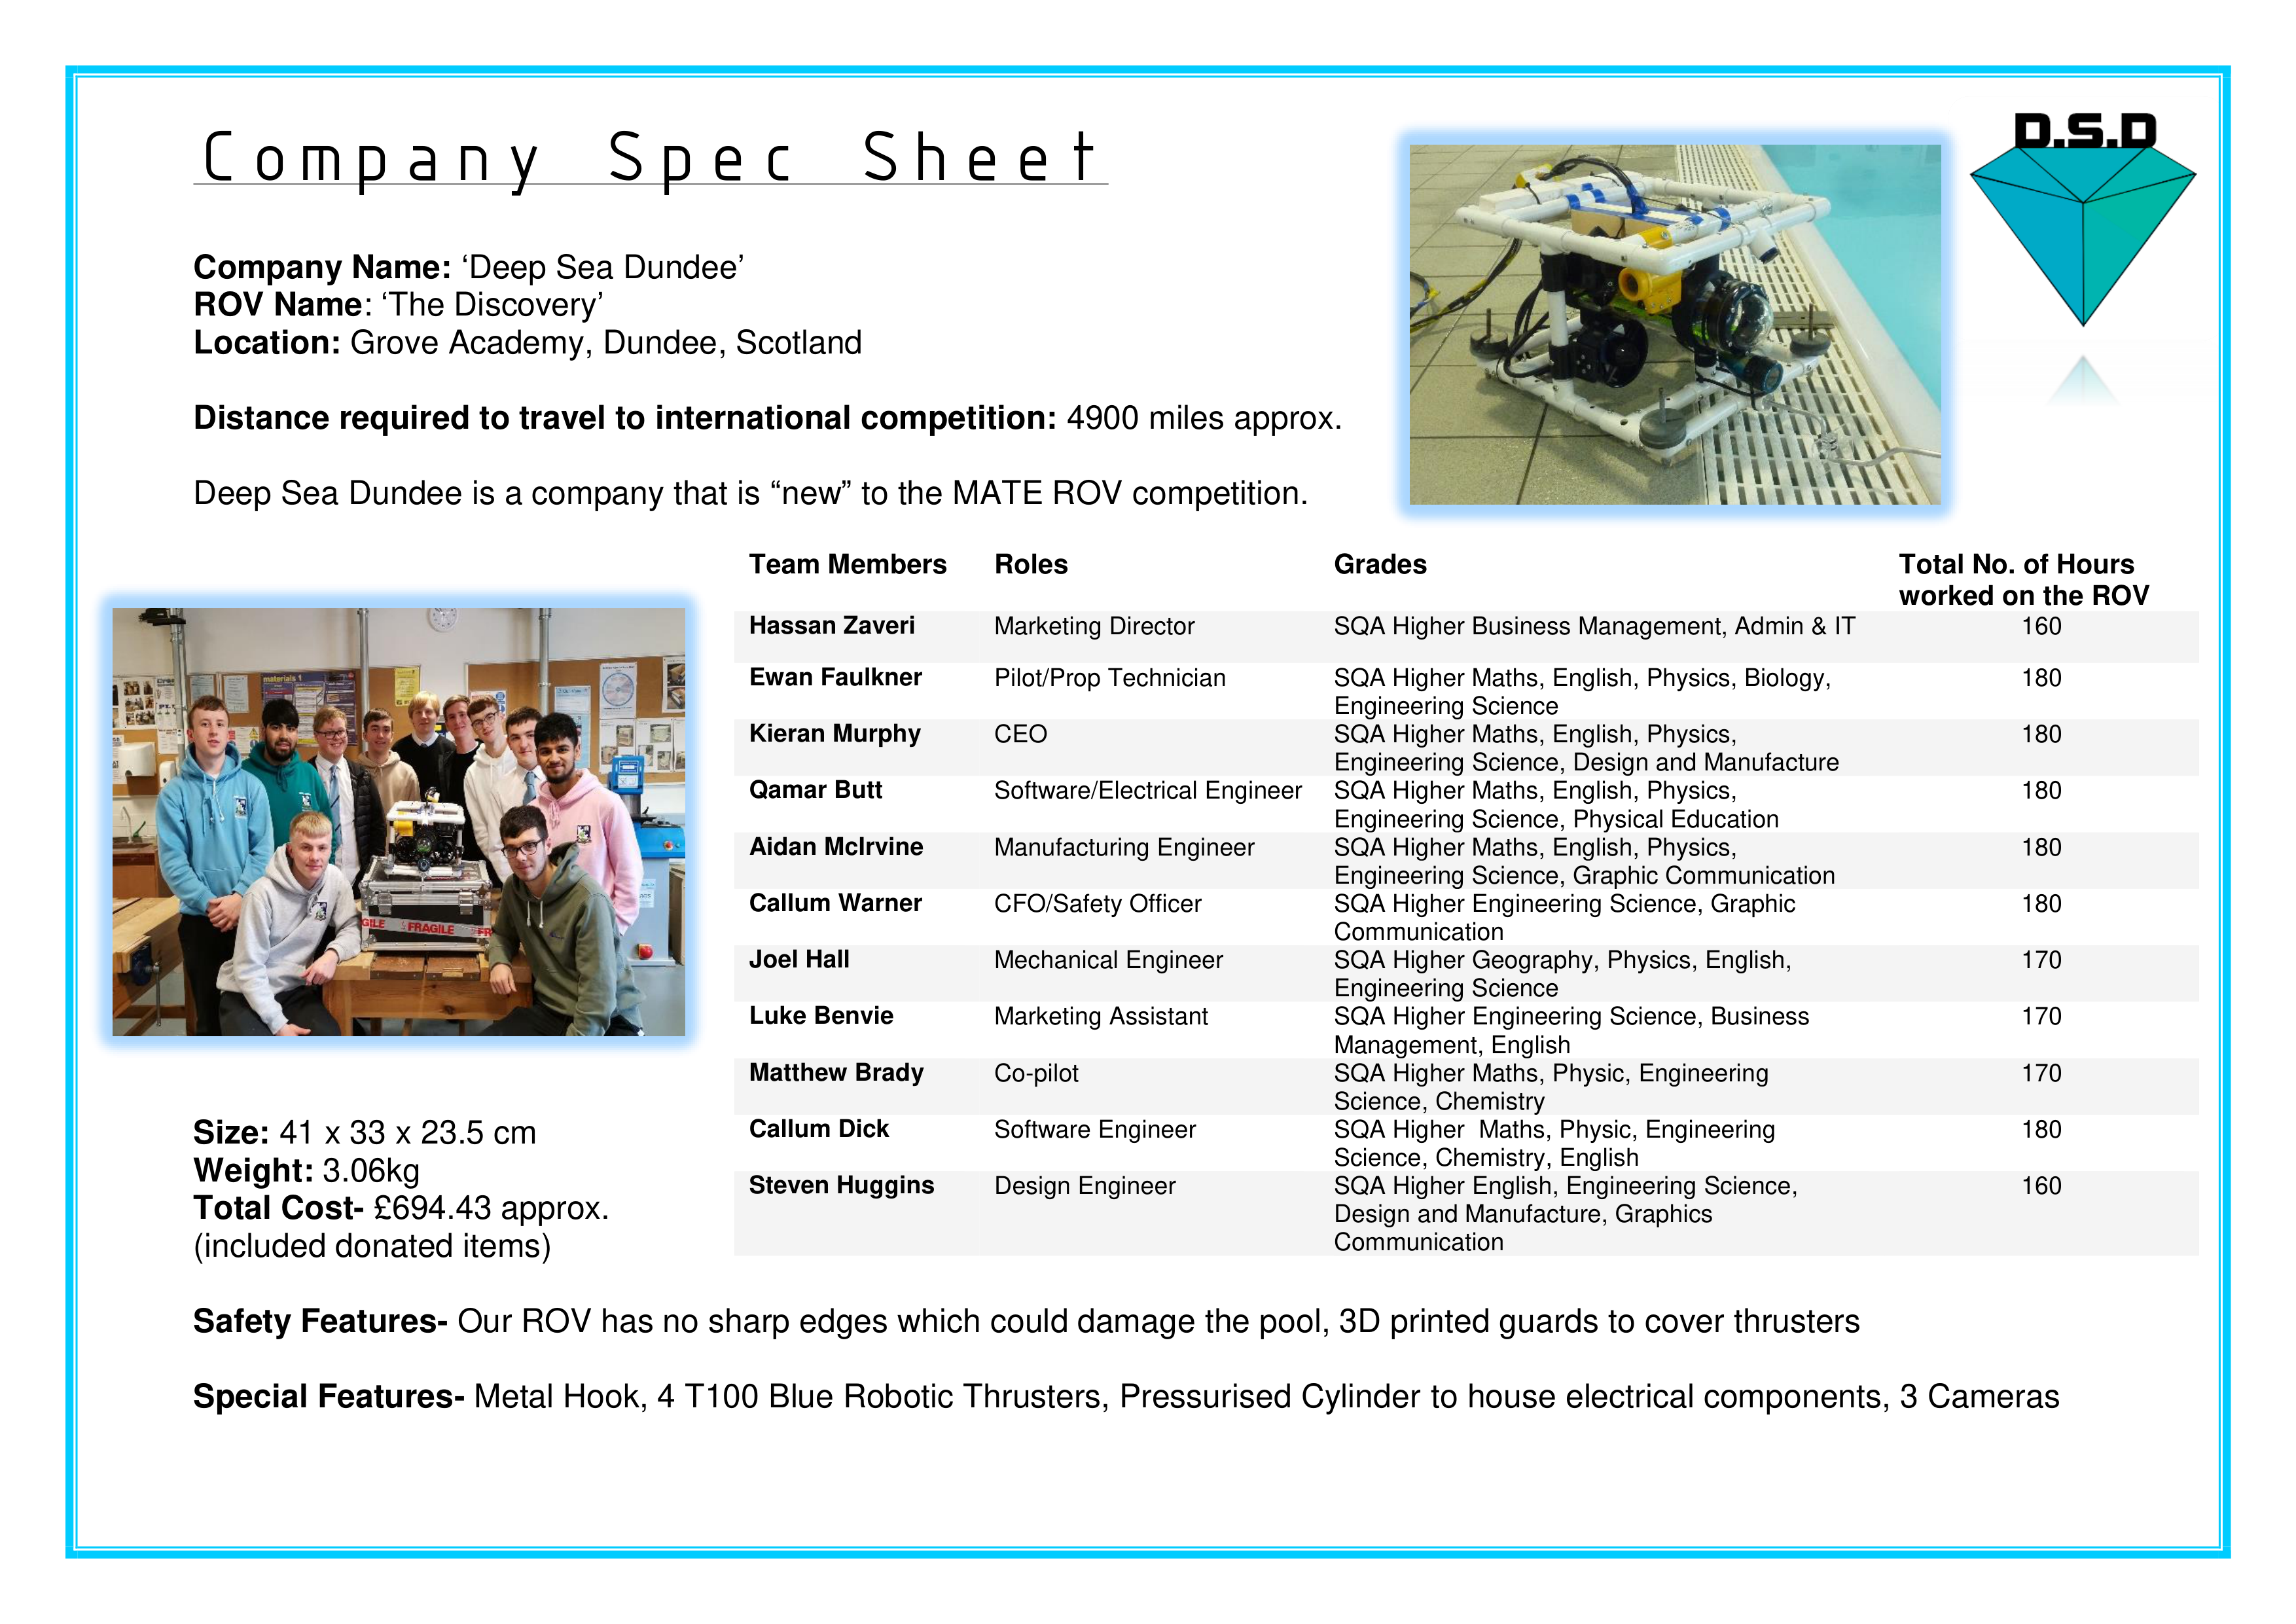 Company Spec Sheet
D.S.D
Company Name: ‘Deep Sea Dundee’
ROV Name: ‘The Discovery’
Location: Grove Academy, Dundee, Scotland
Distance required to travel to international competition: 4900 miles approx.
Deep Sea Dundee is a company that is “new” to the MATE ROV competition.
Team Members Roles Grades Total No. of Hours
worked on the ROV
Hassan Zaveri Marketing Director SQA Higher Business Management, Admin & IT 160
Ewan Faulkner Pilot/Prop Technician SQA Higher Maths, English, Physics, Biology, 180
Engineering Science
Kieran Murphy CEO SQA Higher Maths, English, Physics, 180
Engineering Science, Design and Manufacture
Qamar Butt Software/Electrical Engineer SQA Higher Maths, English, Physics, 180
Engineering Science, Physical Education
Aidan McIrvine Manufacturing Engineer SQA Higher Maths, English, Physics, 180
Engineering Science, Graphic Communication
Callum Warner CFO/Safety Officer SQA Higher Engineering Science, Graphic 180
Communication
Joel Hall Mechanical Engineer SQA Higher Geography, Physics, English, 170
Engineering Science
Luke Benvie Marketing Assistant SQA Higher Engineering Science, Business 170
Management, English
Matthew Brady Co-pilot SQA Higher Maths, Physic, Engineering 170
Science, Chemistry
Callum Dick Software Engineer SQA Higher  Maths, Physic, Engineering 180
Science, Chemistry, English
Steven Huggins Design Engineer SQA Higher English, Engineering Science, 160
Design and Manufacture, Graphics
Communication
materials 1
GILE FRAGILE FR
Size: 41 x 33 x 23.5 cm
Weight: 3.06kg
Total Cost- £694.43 approx.
(included donated items)
Safety Features- Our ROV has no sharp edges which could damage the pool, 3D printed guards to cover thrusters
Special Features- Metal Hook, 4 T100 Blue Robotic Thrusters, Pressurised Cylinder to house electrical components, 3 Cameras